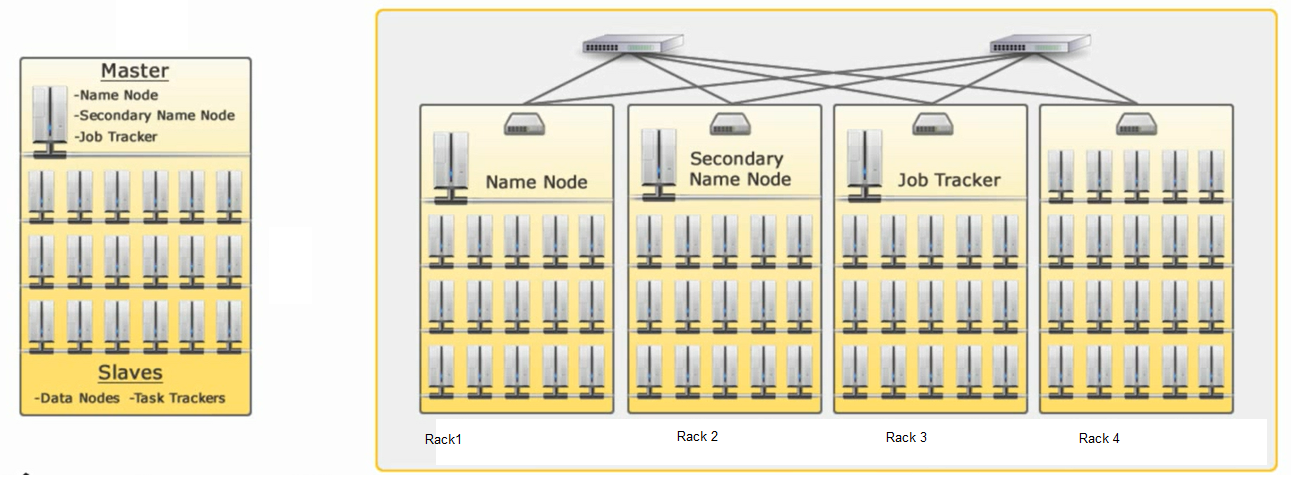 Master
-Name Node
-Secondary Name Node
-Job Tracker
Slaves
-Data Nodes -Task Trackers
Name Node
Secondary
Name Node
Job Tracker
Rack1
Rack 2
Rack 3
Rack 4